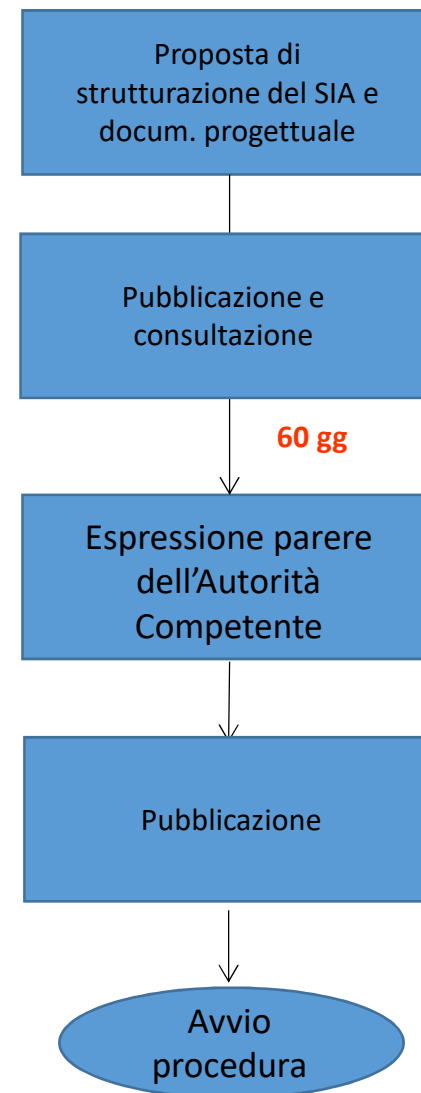 Proposta di
strutturazione del SIA e
docum. progettuale
Pubblicazione e
consultazione
60 gg
Espressione parere
dell’Autorità
Competente
Pubblicazione
Avvio
procedura